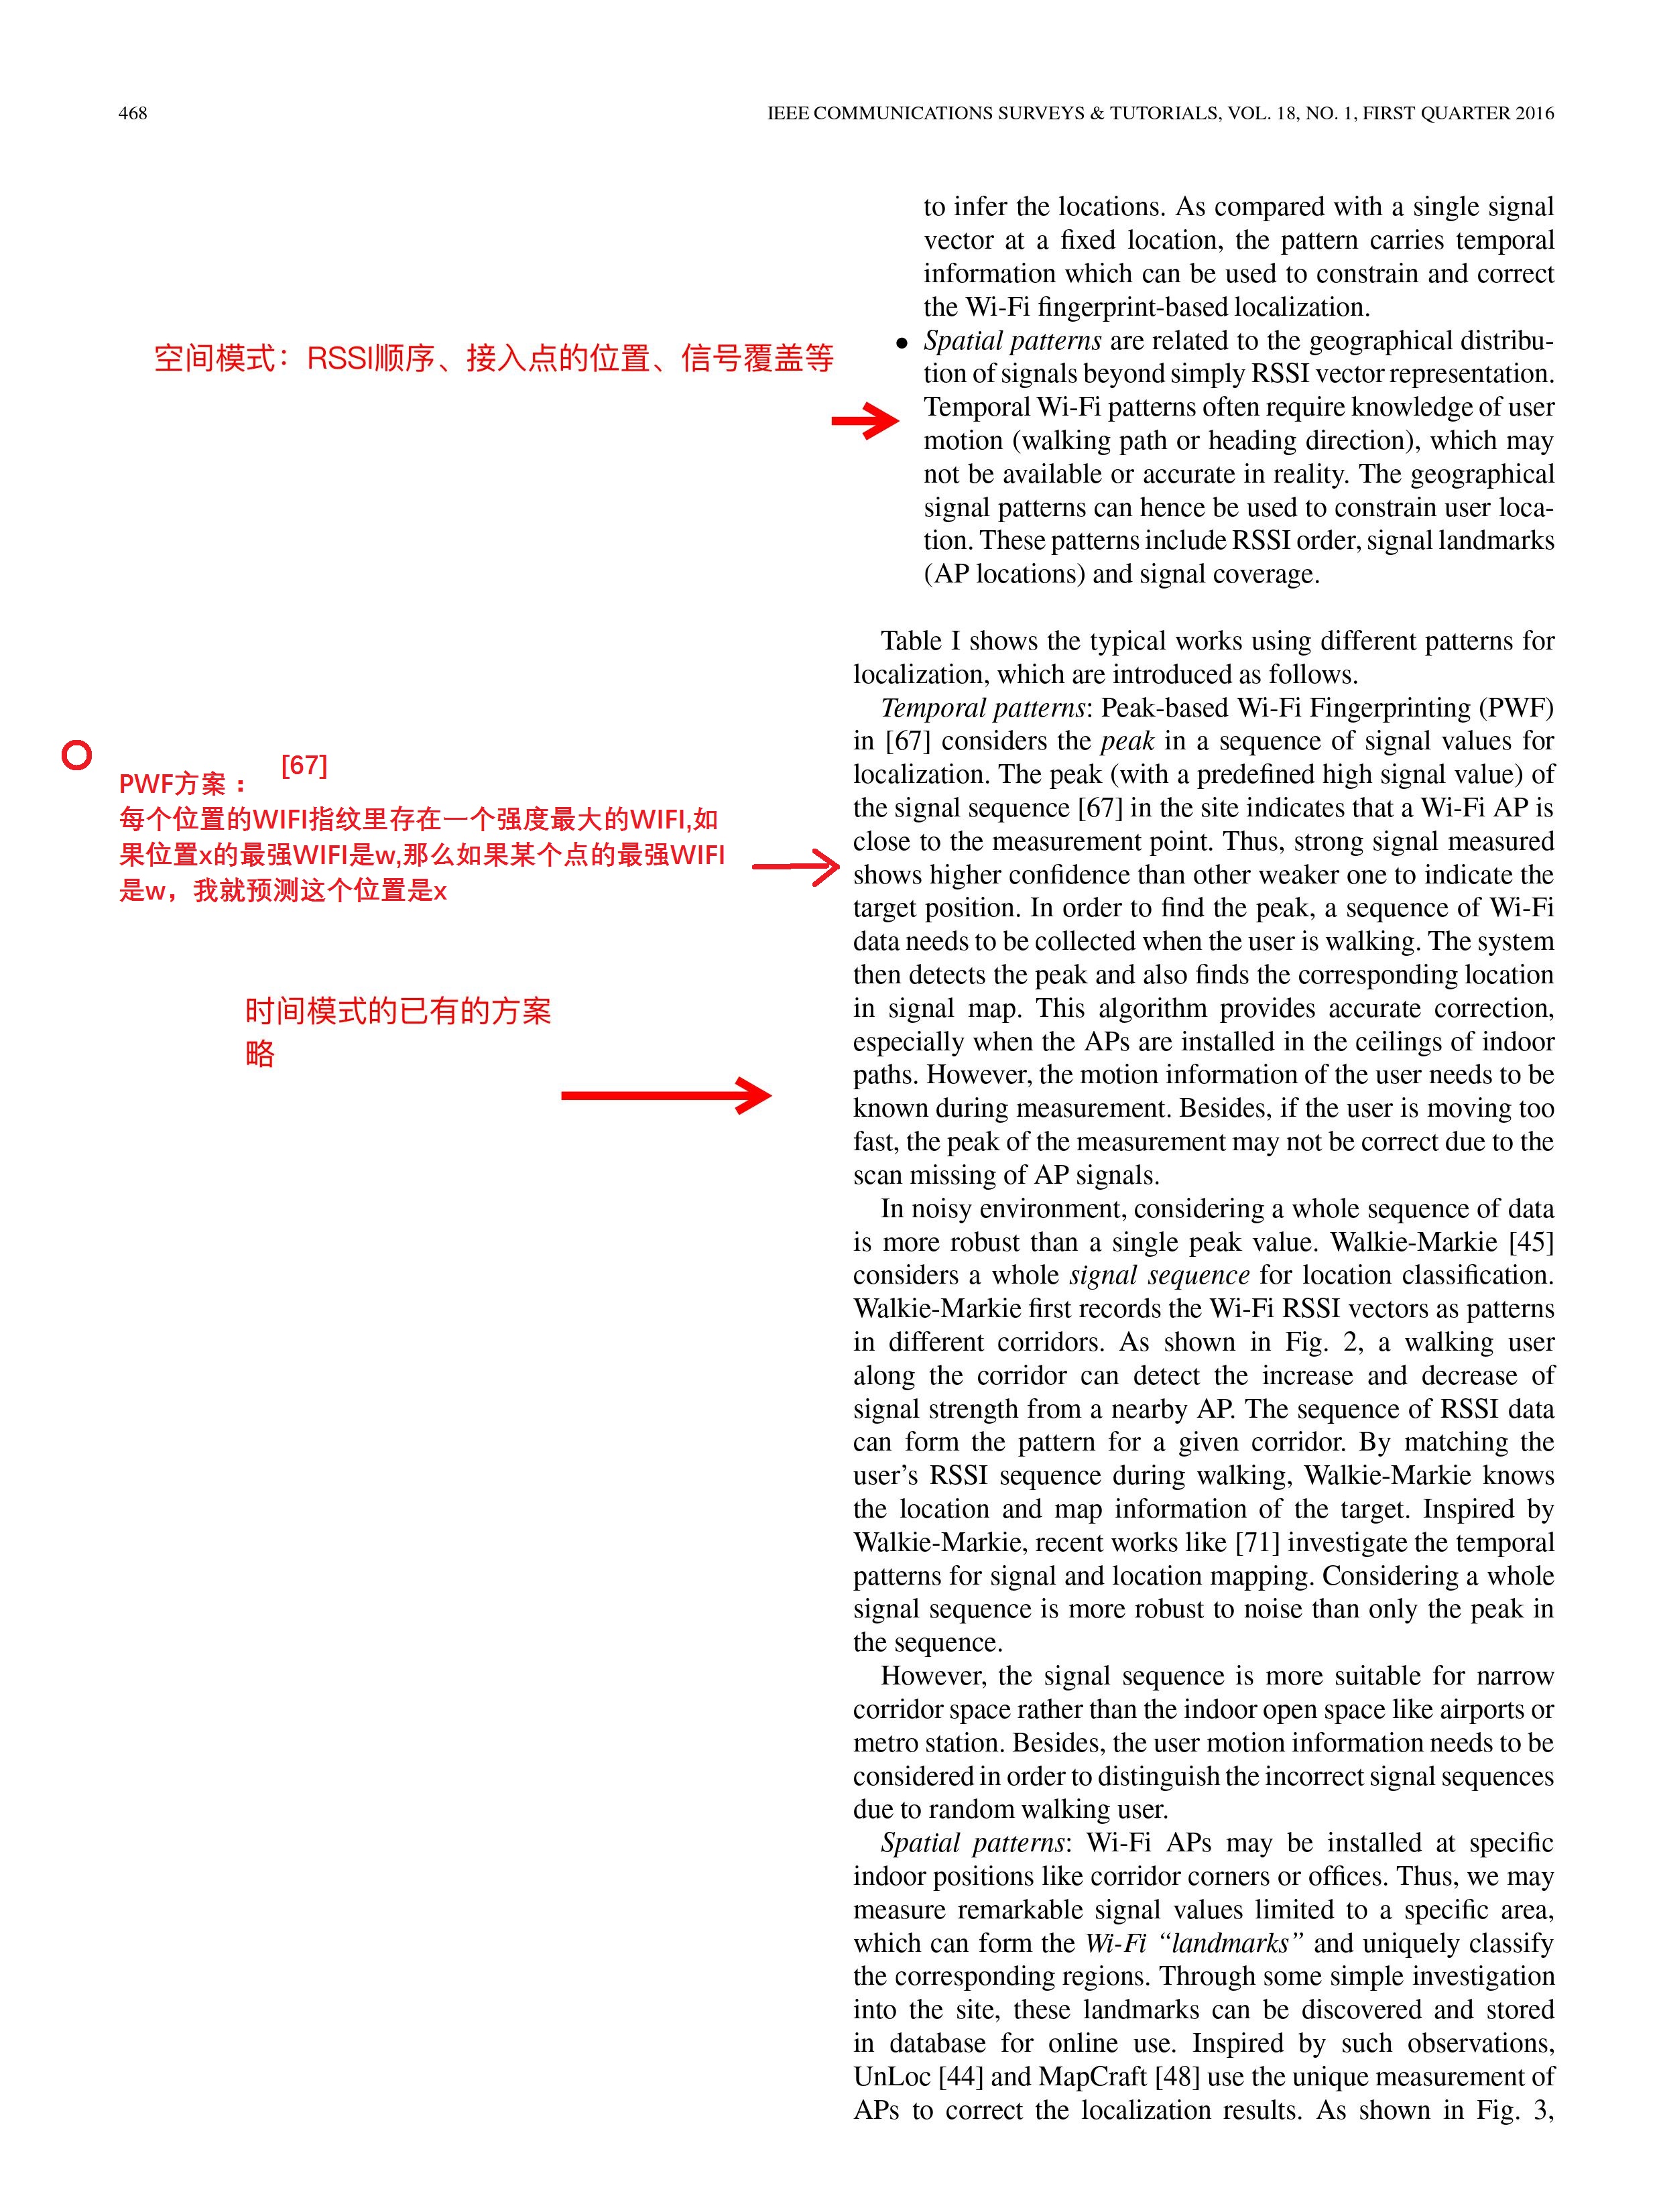 468
IEEE COMMUNICATIONS SURVEYS & TUTORIALS, VOL. 18, NO. 1, FIRST QUARTER 2016
空间模式：RSSI顺序、接入点的位置、信号覆盖等
[67]
PWF方案：
每个位置的WIFI指纹里存在一个强度最大的WIFI,如
果位置x的最强WIFI是w,那么如果某个点的最强WIFI
是w，我就预测这个位置是x
时间模式的已有的方案
略
to infer the locations. As compared with a single signal
vector at a fixed location, the pattern carries temporal
information which can be used to constrain and correct
the Wi-Fi fingerprint-based localization.
• Spatial patterns are related to the geographical distribu-
tion of signals beyond simply RSSI vector representation.
Temporal Wi-Fi patterns often require knowledge of user
motion (walking path or heading direction), which may
not be available or accurate in reality. The geographical
signal patterns can hence be used to constrain user loca-
tion. These patterns include RSSI order, signal landmarks
(AP locations) and signal coverage.
Table I shows the typical works using different patterns for
localization, which are introduced as follows.
Temporal patterns: Peak-based Wi-Fi Fingerprinting (PWF)
in [67] considers the peak in a sequence of signal values for
localization. The peak (with a predefined high signal value) of
the signal sequence [67] in the site indicates that a Wi-Fi AP is
close to the measurement point. Thus, strong signal measured
shows higher confidence than other weaker one to indicate the
target position. In order to find the peak, a sequence of Wi-Fi
data needs to be collected when the user is walking. The system
then detects the peak and also finds the corresponding location
in signal map. This algorithm provides accurate correction,
especially when the APs are installed in the ceilings of indoor
paths. However, the motion information of the user needs to be
known during measurement. Besides, if the user is moving too
fast, the peak of the measurement may not be correct due to the
scan missing of AP signals.
In noisy environment, considering a whole sequence of data
is more robust than a single peak value. Walkie-Markie [45]
considers a whole signal sequence for location classification.
Walkie-Markie first records the Wi-Fi RSSI vectors as patterns
in different corridors. As shown in Fig. 2, a walking user
along the corridor can detect the increase and decrease of
signal strength from a nearby AP. The sequence of RSSI data
can form the pattern for a given corridor. By matching the
user's RSSI sequence during walking, Walkie-Markie knows
the location and map information of the target. Inspired by
Walkie-Markie, recent works like [71] investigate the temporal
patterns for signal and location mapping. Considering a whole
signal sequence is more robust to noise than only the peak in
the sequence.
However, the signal sequence is more suitable for narrow
corridor space rather than the indoor open space like airports or
metro station. Besides, the user motion information needs to be
considered in order to distinguish the incorrect signal sequences
due to random walking user.
Spatial patterns: Wi-Fi APs may be installed at specific
indoor positions like corridor corners or offices. Thus, we may
measure remarkable signal values limited to a specific area,
which can form the Wi-Fi “landmarks” and uniquely classify
the corresponding regions. Through some simple investigation
into the site, these landmarks can be discovered and stored
in database for online use. Inspired by such observations,
UnLoc [44] and MapCraft [48] use the unique measurement of
APs to correct the localization results. As shown in Fig. 3,